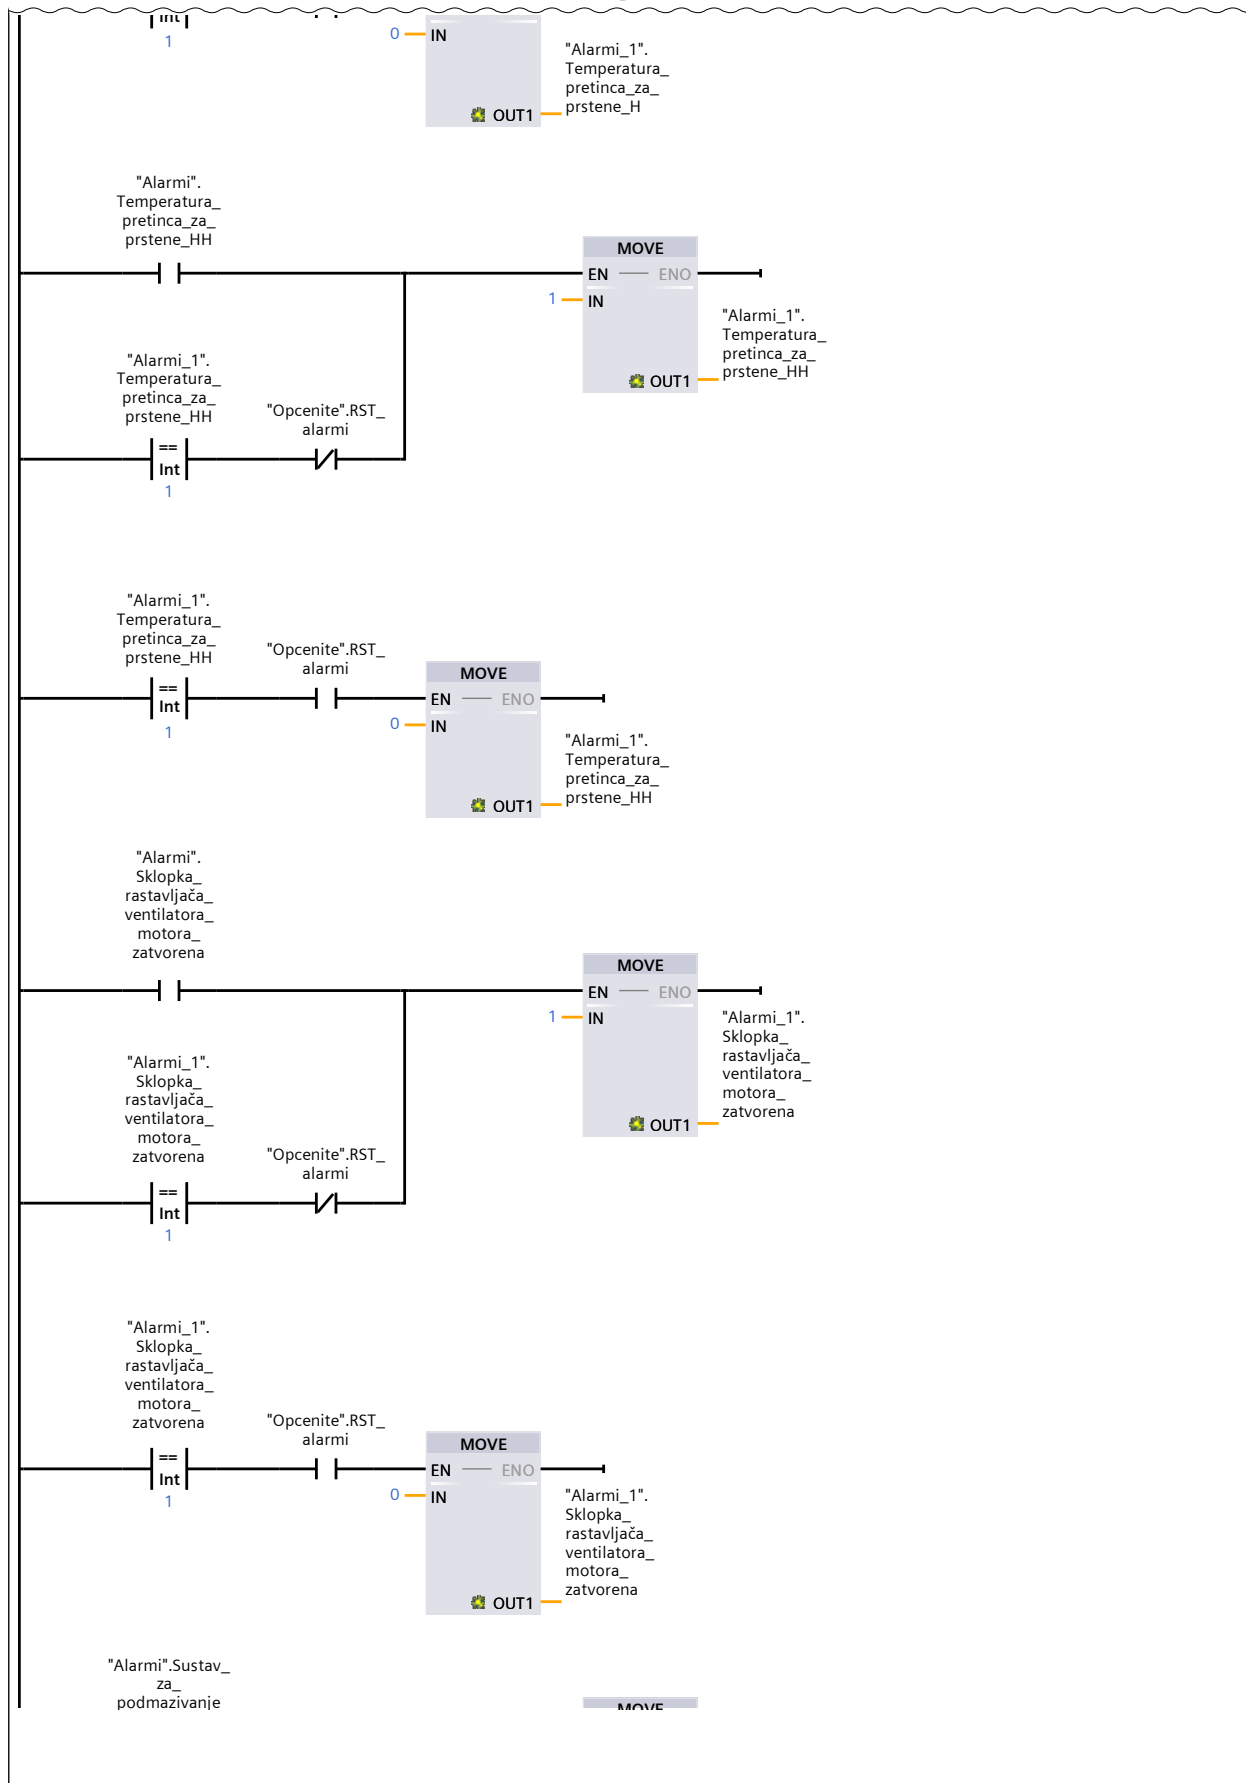 Int
1
0
IN
"Alarmi_1".
Temperatura_
pretinca_za_
prstene_H
OUT1
"Alarmi".
Temperatura_
pretinca_za_
prstene_HH
MOVE
EN
ENO
1
IN
"Alarmi_1".
Temperatura_
pretinca_za_
prstene_HH
OUT1
"Alarmi_1".
Temperatura_
pretinca_za_
prstene_HH
"Opcenite".RST_
alarmi
==
Int
1
"Alarmi_1".
Temperatura_
pretinca_za_
prstene_HH
"Opcenite".RST_
alarmi
==
Int
1
MOVE
EN
ENO
0
IN
"Alarmi_1".
Temperatura_
pretinca_za_
prstene_HH
OUT1
"Alarmi".
Sklopka_
rastavljača_
ventilatora_
motora_
zatvorena
MOVE
EN
ENO
1
IN
"Alarmi_1".
Sklopka_
rastavljača_
ventilatora_
motora_
zatvorena
OUT1
"Alarmi_1".
Sklopka_
rastavljača_
ventilatora_
motora_
zatvorena
"Opcenite".RST_
alarmi
==
Int
1
"Alarmi_1".
Sklopka_
rastavljača_
ventilatora_
motora_
zatvorena
"Opcenite".RST_
alarmi
==
Int
1
MOVE
EN
ENO
0
IN
"Alarmi_1".
Sklopka_
rastavljača_
ventilatora_
motora_
zatvorena
OUT1
"Alarmi".Sustav_
za_
podmazivanje
MOVE